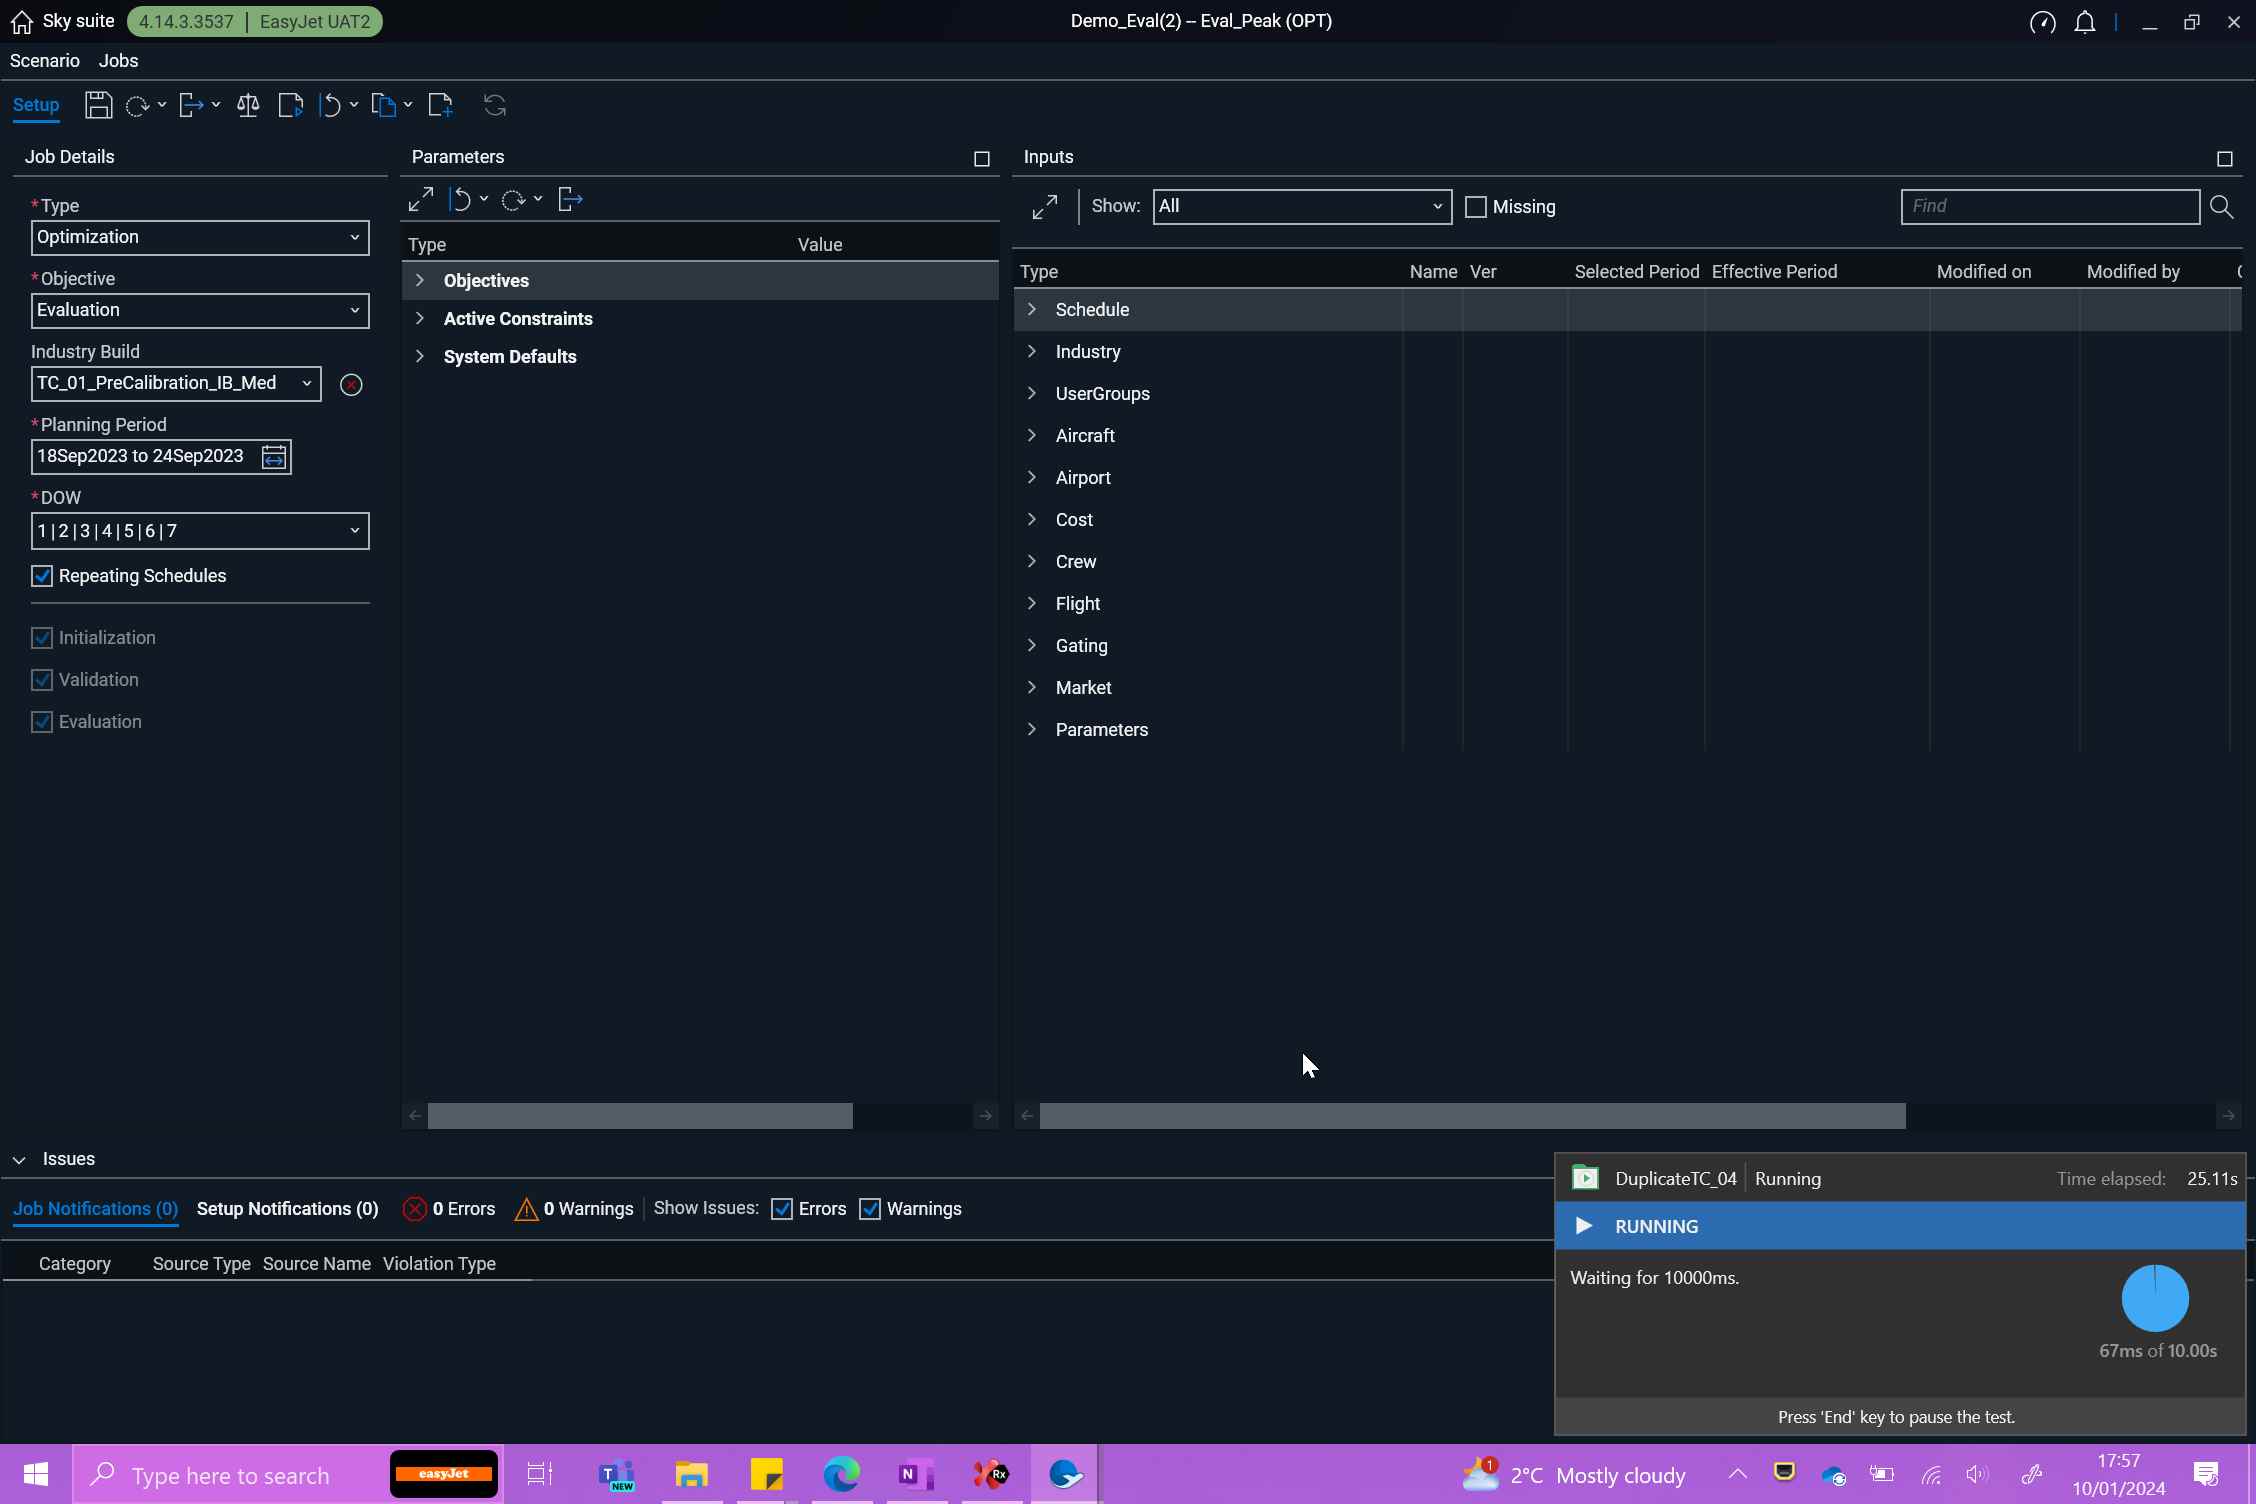 Sky suite 4.14.3.3537 | EasyJet UAT2 Demo_Eval(2) -- Eval_Peak (OPT)
Scenario Jobs
Setup
Job Details
*Type
Optimization
*Objective
Evaluation
Industry Build
TC_01_PreCalibration_IB_Med
*Planning Period
18Sep2023 to 24Sep2023
*DOW
1|2|3|4|5|6|7
Repeating Schedules
Initialization
Validation
Evaluation
Parameters
Type Value
Objectives
Active Constraints
System Defaults
Inputs
Show: All Missing Find
Type Name Ver Selected Period Effective Period Modified on Modified by
Schedule
Industry
UserGroups
Aircraft
Airport
Cost
Crew
Flight
Gating
Market
Parameters
Issues
Job Notifications (0) Setup Notifications (0) 0 Errors 0 Warnings Show Issues: Errors Warnings
Category Source Type Source Name Violation Type
DuplicateTC_04 Running Time elapsed: 25.11s
RUNNING
Waiting for 10000ms.
67ms of 10.00s
Press 'End' key to pause the test.
Type here to search easyJet T NEW N Rx 1 2°C Mostly cloudy 17:57
10/01/2024